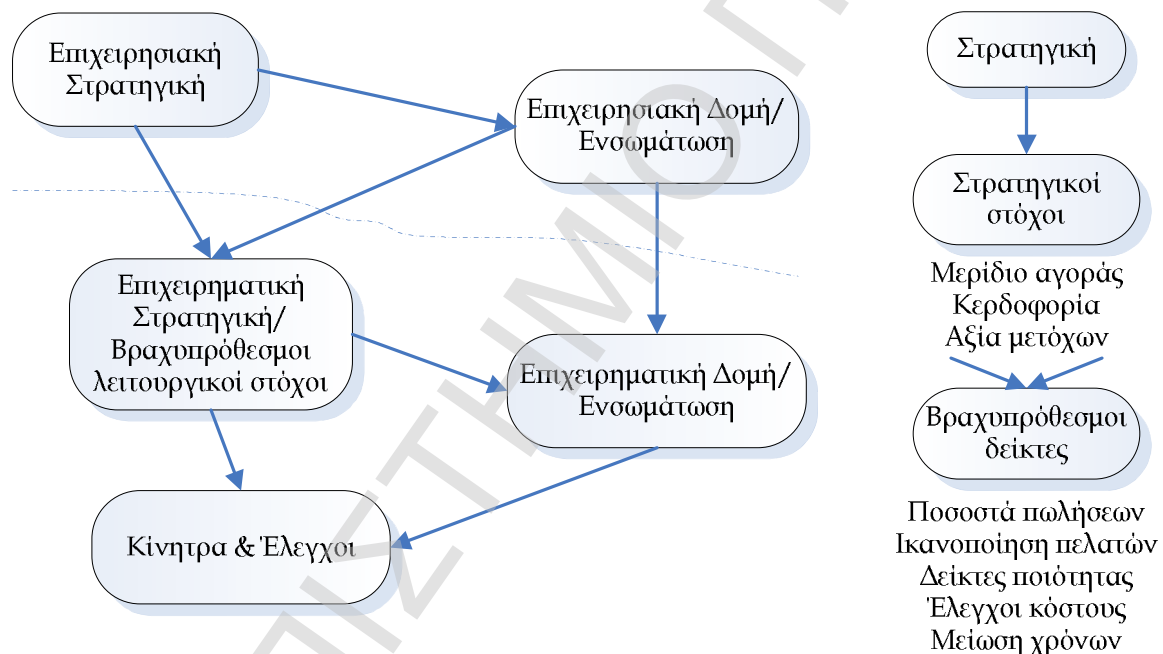 Επιχειρησιακή
Στρατηγική
Επιχειρησιακή Δομή/
Ενσωμάτωση
Επιχειρηματική
Στρατηγική/
Βραχυπρόθεσμοι
λειτουργικοί στόχοι
Επιχειρηματική Δομή/
Ενσωμάτωση
Κίνητρα & Έλεγχοι
Στρατηγική
Στρατηγικοί
στόχοι
Μερίδιο αγοράς
Κερδοφορία
Αξία μετόχων
Βραχυπρόθεσμοι
δείκτες
Ποσοστά πωλήσεων
Ικανοποίηση πελατών
Δείκτες ποιότητας
Έλεγχοι κόστους
Μείωση χρόνων